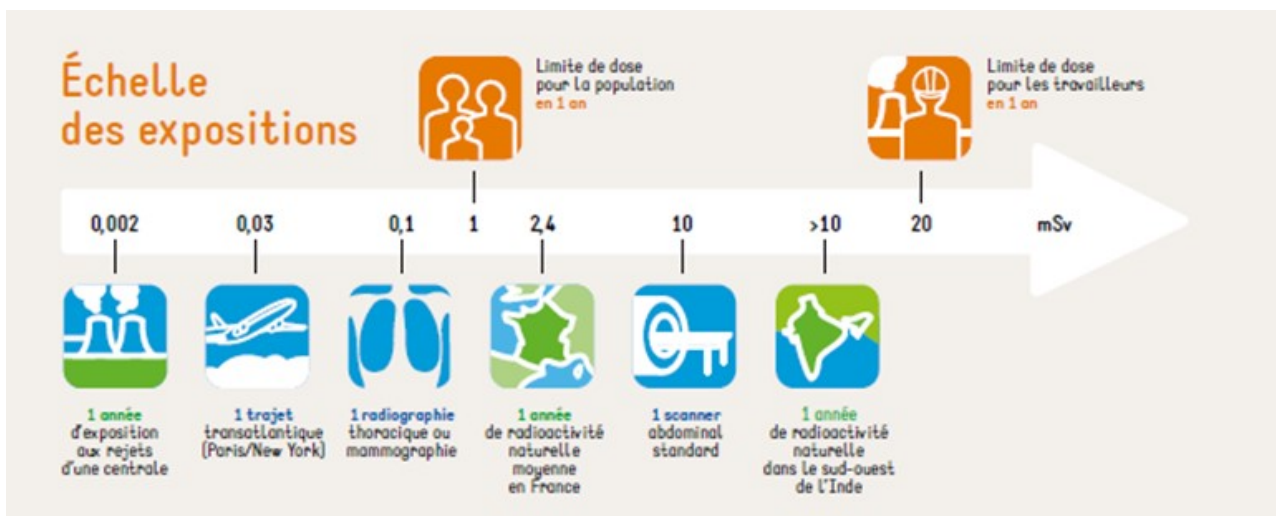 Échelle
des expositions
Limite de dose
pour la population
en 1 an
Limite de dose
pour les travailleurs
en 1 an
0,002 0,03 0,1 1 2,4 10 >10 20 mSv
1 année
d'exposition
aux rejets
d'une centrale
1 trajet
transatlantique
(Paris/New York)
1 radiographie
thoracique ou
mammographie
1 année
de radioactivité
naturelle
moyenne
en France
1 scanner
abdominal
standard
1 année
de radioactivité
naturelle
dans le sud-ouest
de l'Inde